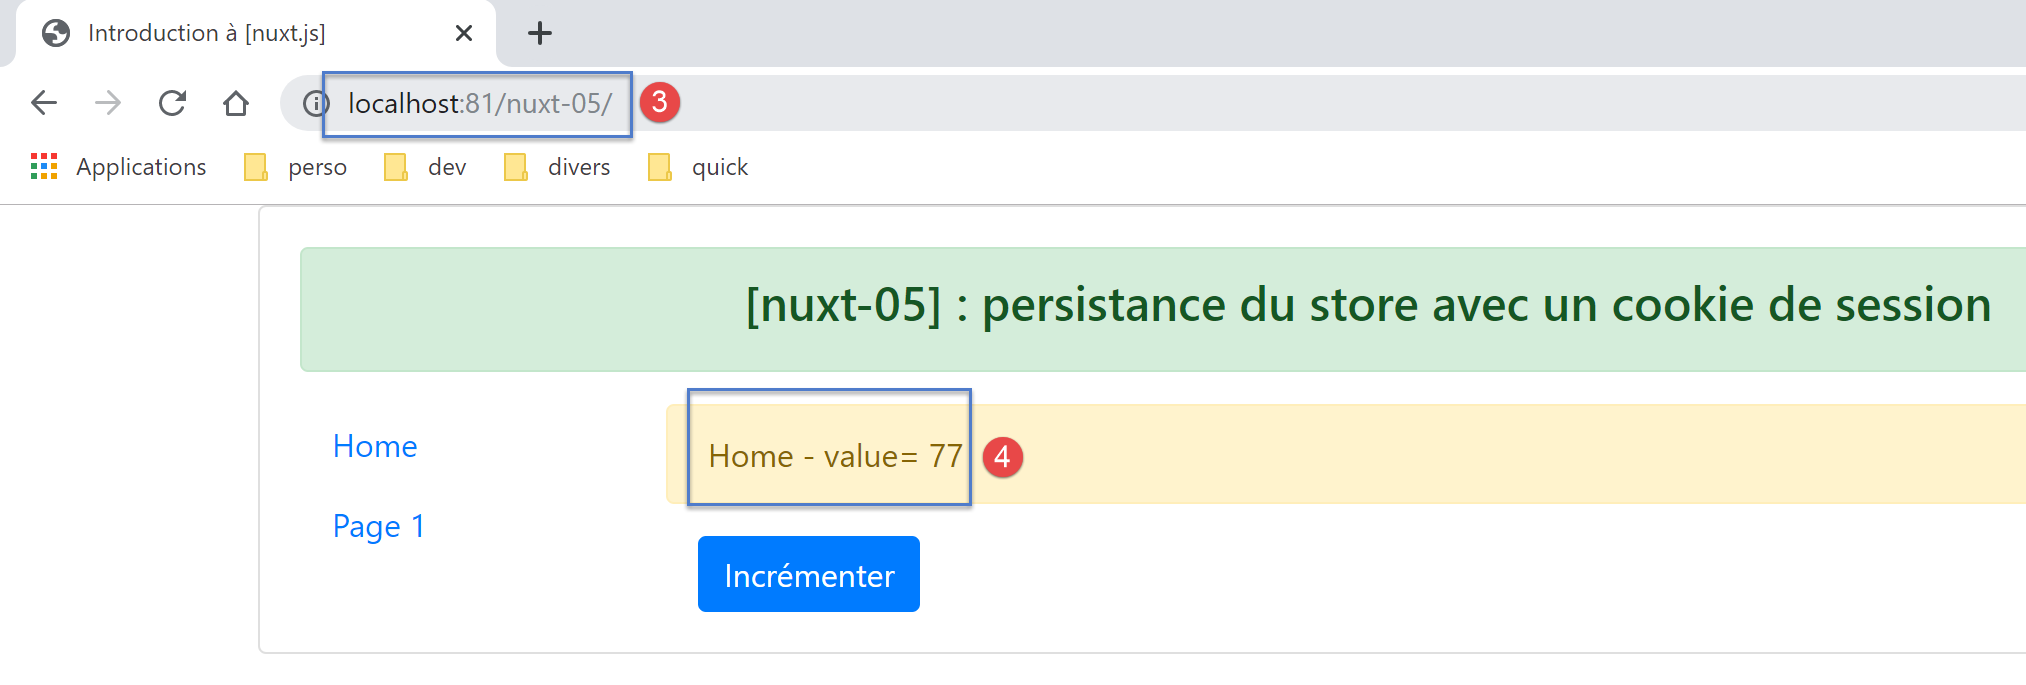 Introduction à [nuxt.js]
localhost:81/nuxt-05/ 3
Applications perso dev divers quick
[nuxt-05] : persistance du store avec un cookie de session
Home
Home - value= 77 4
Page 1
Incrémenter